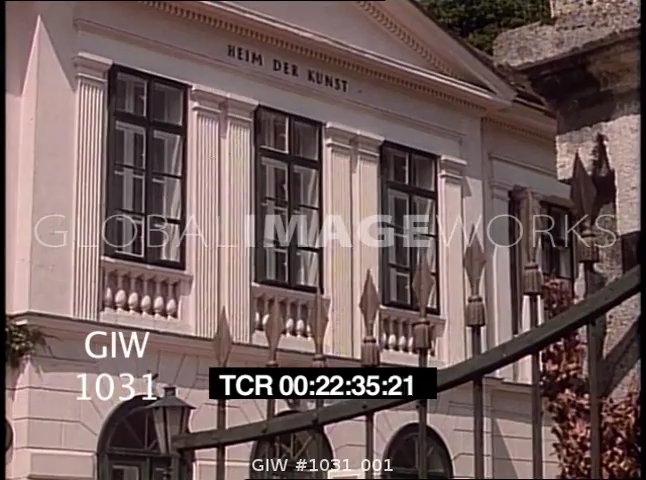 HEIM DER KUNST
GLOBALIMAGEWORKS
GIW
1031
TCR 00:22:35:21
GIW #1031_001